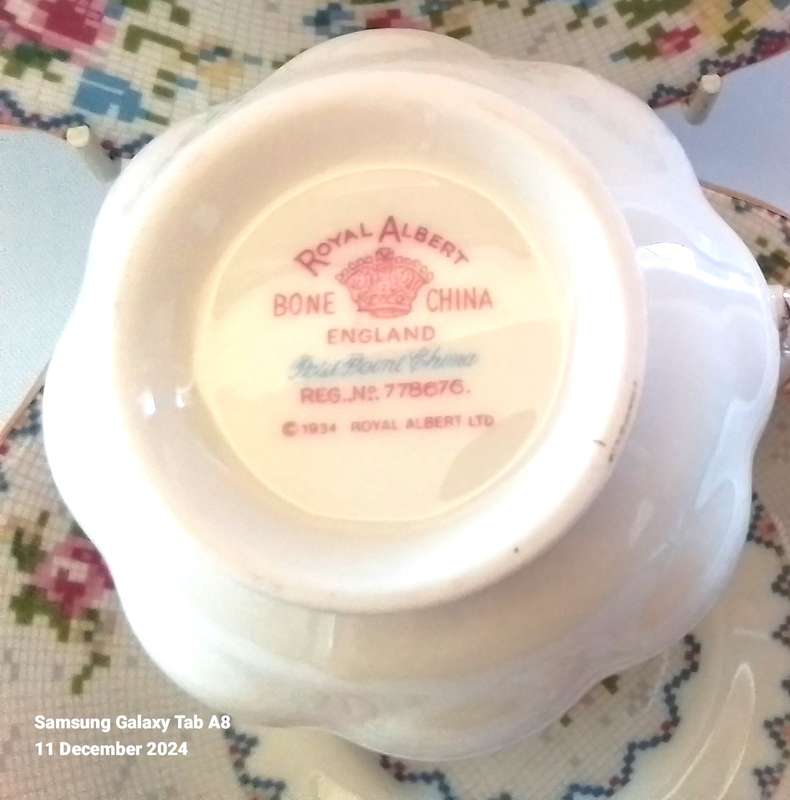 ROYAL ALBERT
BONE CHINA
ENGLAND
Petit Point China
REG. No. 778676.
© 1934 ROYAL ALBERT LTD
Samsung Galaxy Tab A8
11 December 2024